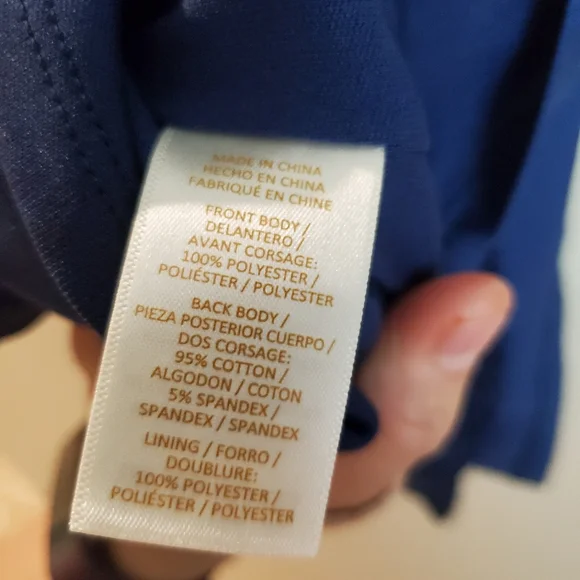 MADE IN CHINA
HECHO EN CHINA
FABRIQUÉ EN CHINE
FRONT BODY /
DELANTERO /
AVANT CORSAGE:
100% POLYESTER /
POLIÉSTER / POLYESTER
BACK BODY /
PIEZA POSTERIOR CUERPO /
DOS CORSAGE:
95% COTTON /
ALGODON / COTON
5% SPANDEX /
SPANDEX / SPANDEX
LINING / FORRO /
DOUBLURE:
100% POLYESTER /
POLIÉSTER / POLYESTER